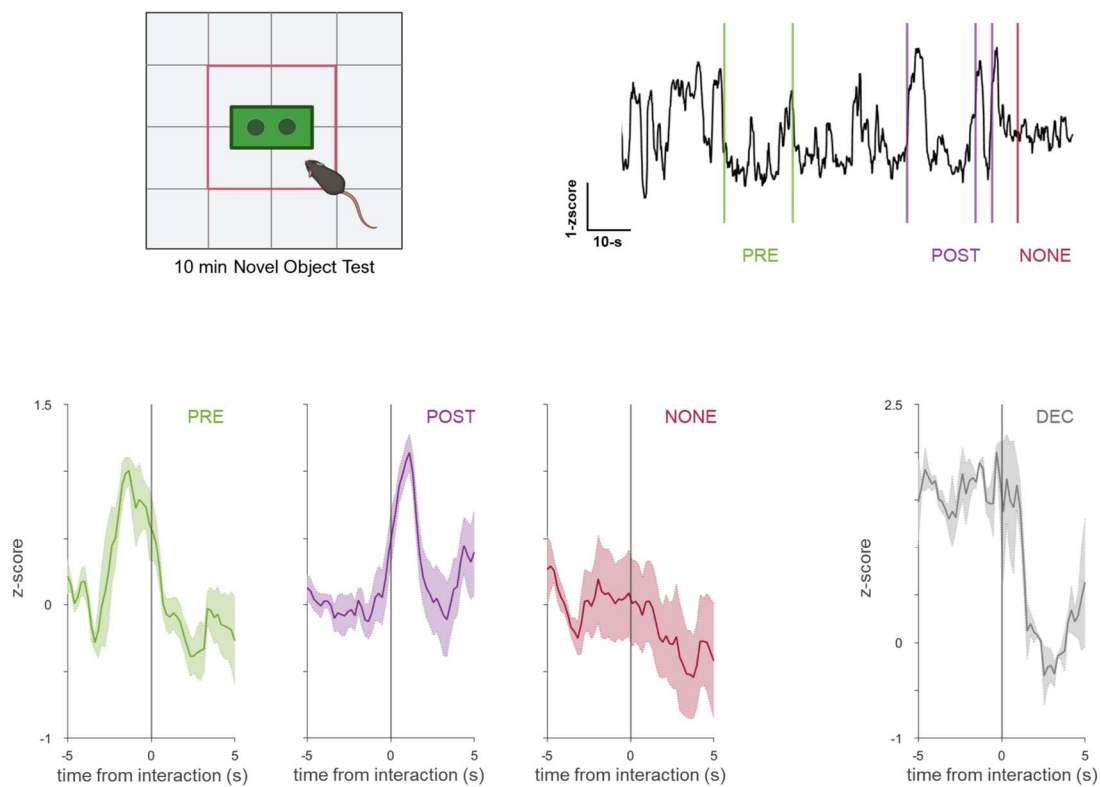 10 min Novel Object Test
1-zscore
10-s
PRE
POST
NONE
PRE
POST
NONE
DEC
1.5
0
-1
z-score
-5
0
5
time from interaction (s)
-5
0
5
time from interaction (s)
-5
0
5
time from interaction (s)
2.5
0
-1
z-score
-5
0
5
time from interaction (s)